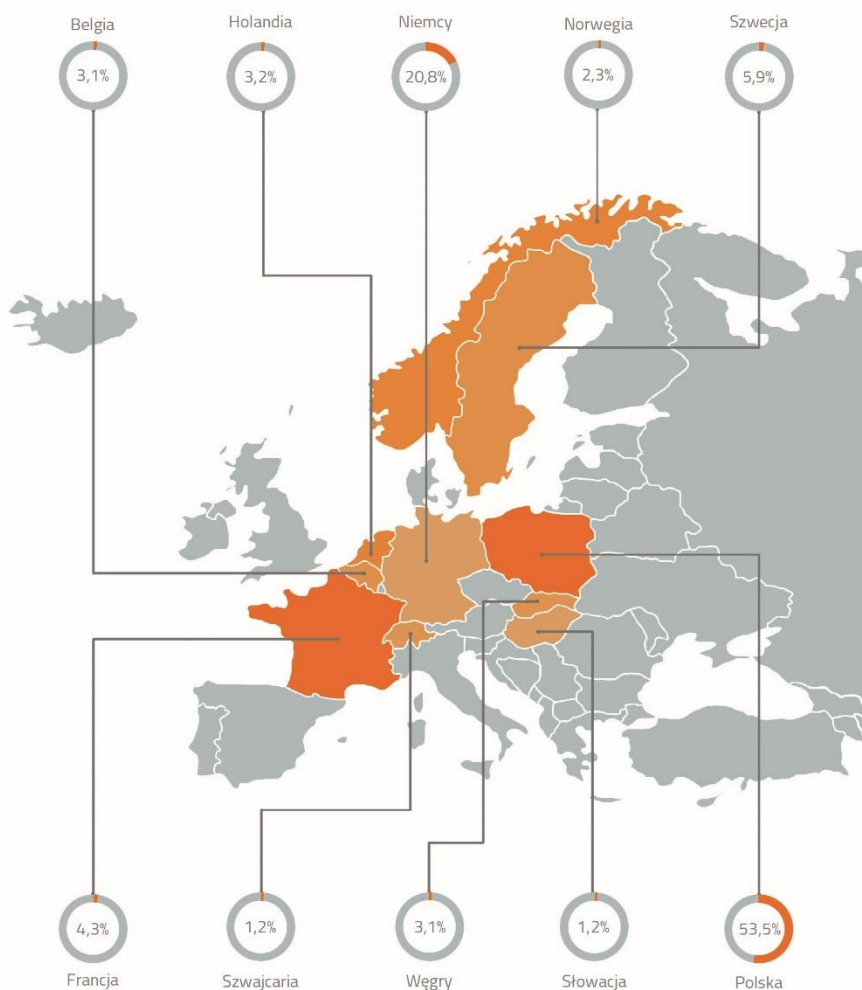 Belgia
Holandia
Niemcy
Norwegia
Szwecja
3,1%
3,2%
20,8%
2,3%
5,9%
4,3%
1,2%
3,1%
1,2%
53,5%
Francja
Szwajcaria
Węgry
Słowacja
Polska